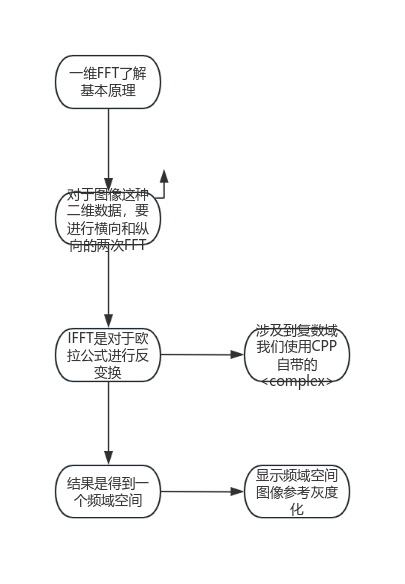 一维FFT了解
基本原理
对于图像这种
二维数据，要
进行横向和纵
向的两次FFT
IFFT是对于欧
拉公式进行反
变换
涉及到复数域
我们使用CPP
自带的
<complex>
结果是得到一
个频域空间
显示频域空间
图像参考灰度
化